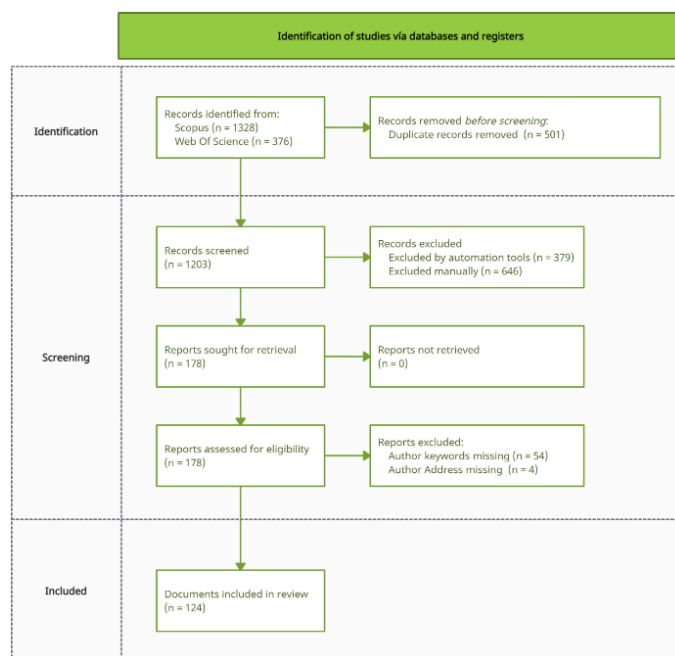 Identification of studies vía databases and registers
Identification
Records identified from:
Scopus (n = 1328)
Web Of Science (n = 376)
Records removed before screening:
Duplicate records removed (n = 501)
Screening
Records screened
(n = 1203)
Records excluded
Excluded by automation tools (n = 379)
Excluded manually (n = 646)
Reports sought for retrieval
(n = 178)
Reports not retrieved
(n = 0)
Reports assessed for eligibility
(n = 178)
Reports excluded:
Author keywords missing (n = 54)
Author Address missing (n = 4)
Included
Documents included in review
(n = 124)